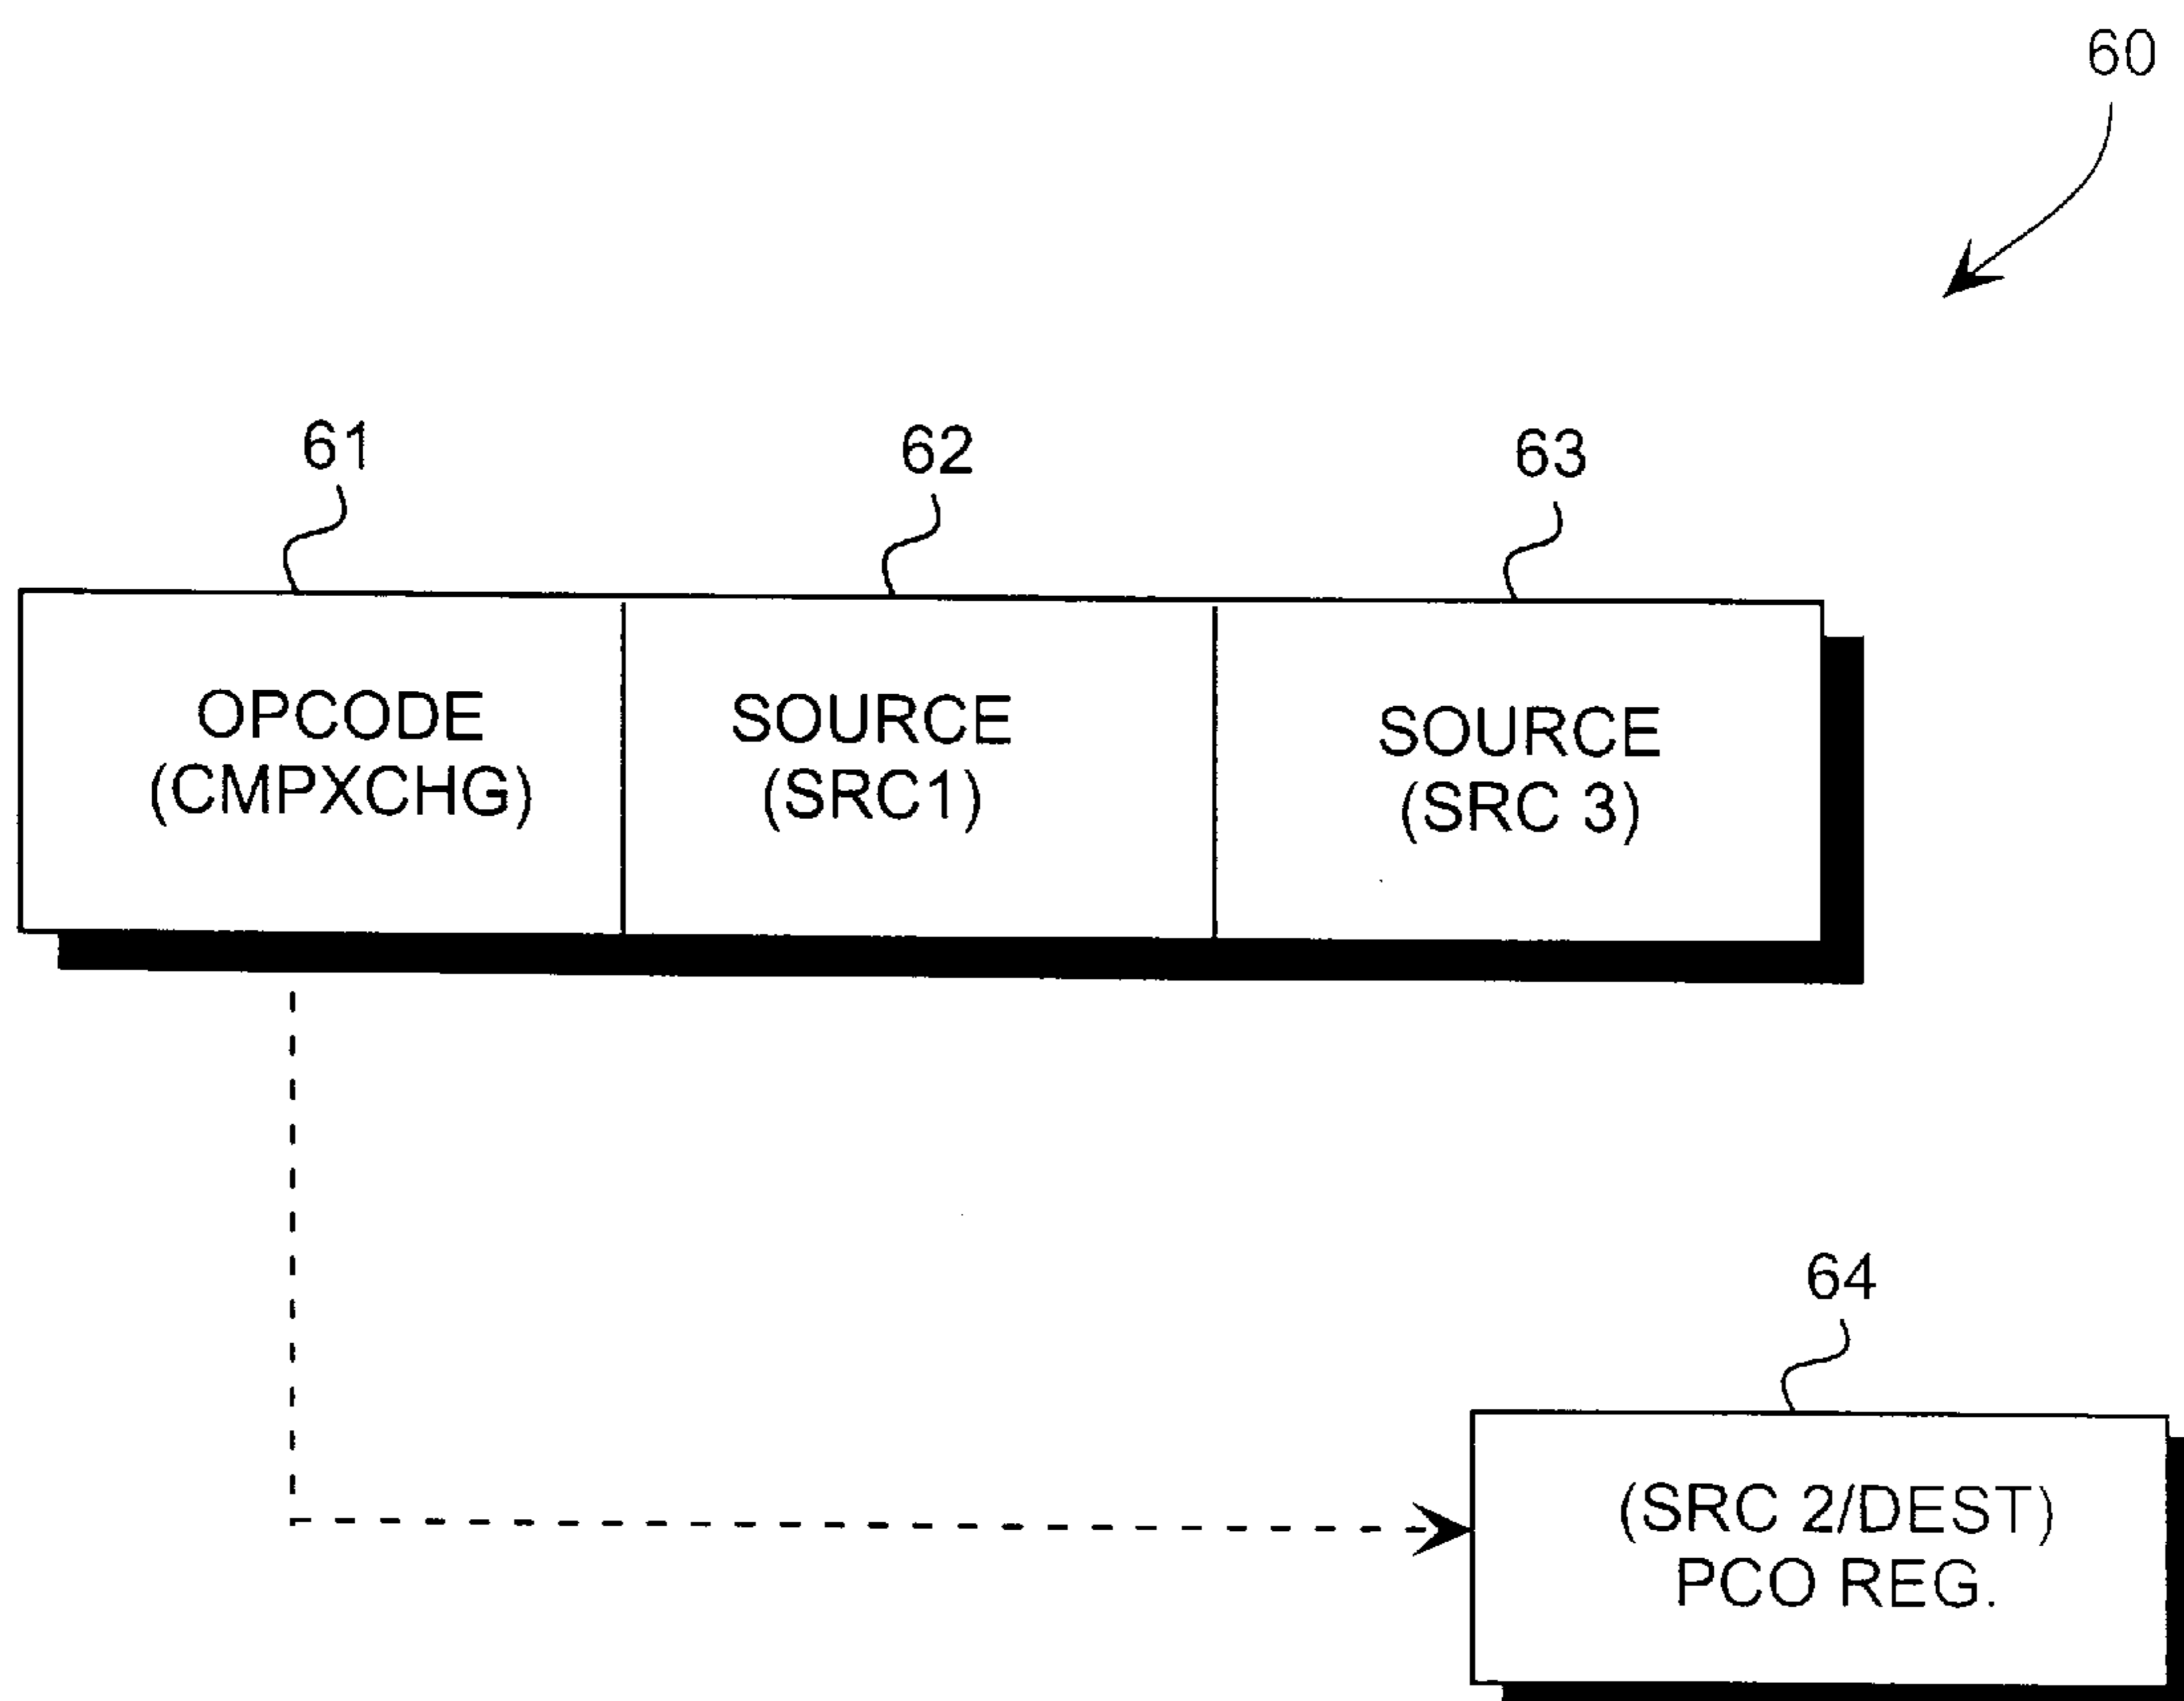 60
61
62
63
OPCODE
(CMPXCHG)
SOURCE
(SRC1)
SOURCE
(SRC 3)
64
(SRC 2/DEST)
PCO REG.